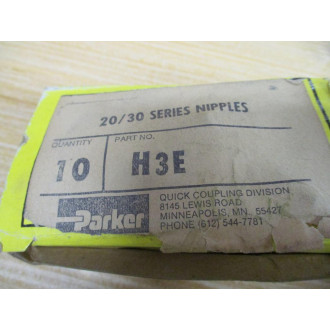 20/30 SERIES NIPPLES
QUANTITY
PART NO.
10
H3E
Parker
QUICK COUPLING DIVISION
8145 LEWIS ROAD
MINNEAPOLIS, MN. 55427
PHONE (612) 544-7781